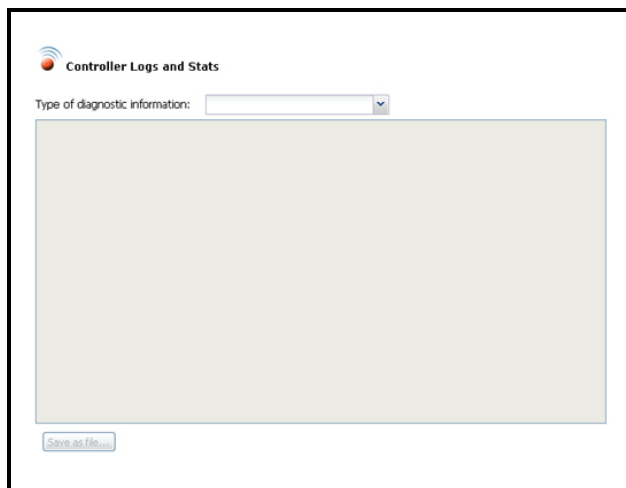 Controller Logs and Stats
Type of diagnostic information:
Save as file...